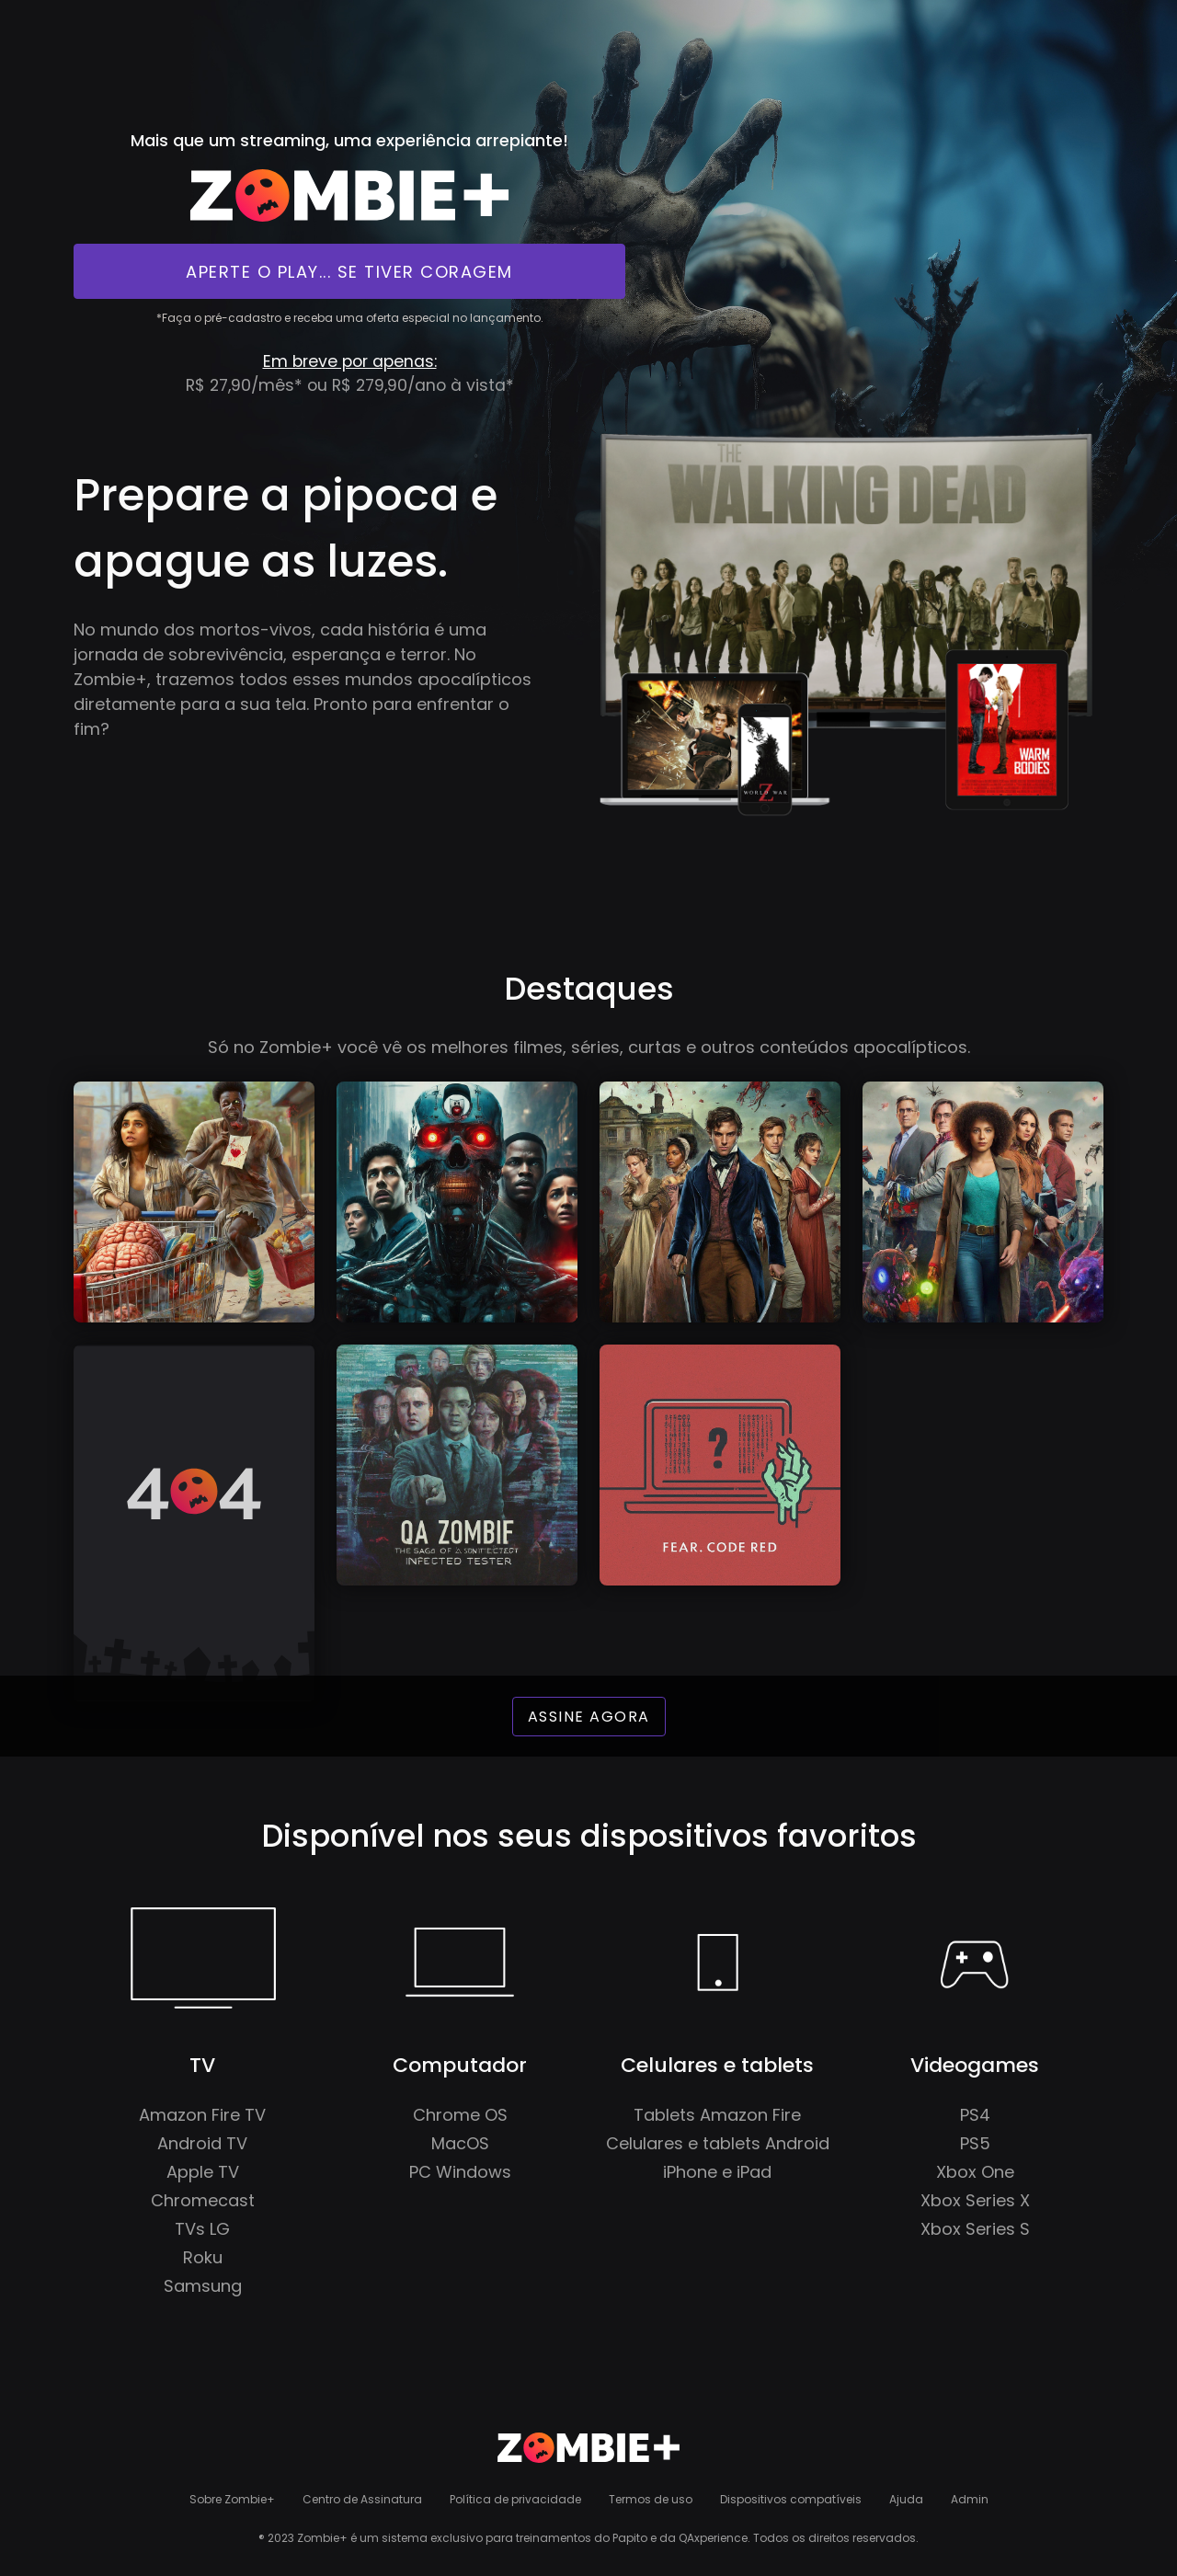 Mais que um streaming, uma experiência arrepiante!
ZOMBIE+
APERTE O PLAY... SE TIVER CORAGEM
*Faça o pré-cadastro e receba uma oferta especial no lançamento.
Em breve por apenas:
R$ 27,90/mês* ou R$ 279,90/ano à vista*
Prepare a pipoca e
apague as luzes.
No mundo dos mortos-vivos, cada história é uma
jornada de sobrevivência, esperança e terror. No
Zombie+, trazemos todos esses mundos apocalípticos
diretamente para a sua tela. Pronto para enfrentar o
fim?
THE
WALKING DEAD
WORLD WAR
Z
WARM
BODIES
Destaques
Só no Zombie+ você vê os melhores filmes, séries, curtas e outros conteúdos apocalípticos.
404
QA ZOMBIE
THE SAGA OF A
INFECTED TESTER
?
FEAR. CODE RED
ASSINE AGORA
Disponível nos seus dispositivos favoritos
TV
Amazon Fire TV
Android TV
Apple TV
Chromecast
TVs LG
Roku
Samsung
Computador
Chrome OS
MacOS
PC Windows
Celulares e tablets
Tablets Amazon Fire
Celulares e tablets Android
iPhone e iPad
Videogames
PS4
PS5
Xbox One
Xbox Series X
Xbox Series S
ZOMBIE+
Sobre Zombie+ Centro de Assinatura Política de privacidade Termos de uso Dispositivos compatíveis Ajuda Admin
® 2023 Zombie+ é um sistema exclusivo para treinamentos do Papito e da QAxperience. Todos os direitos reservados.